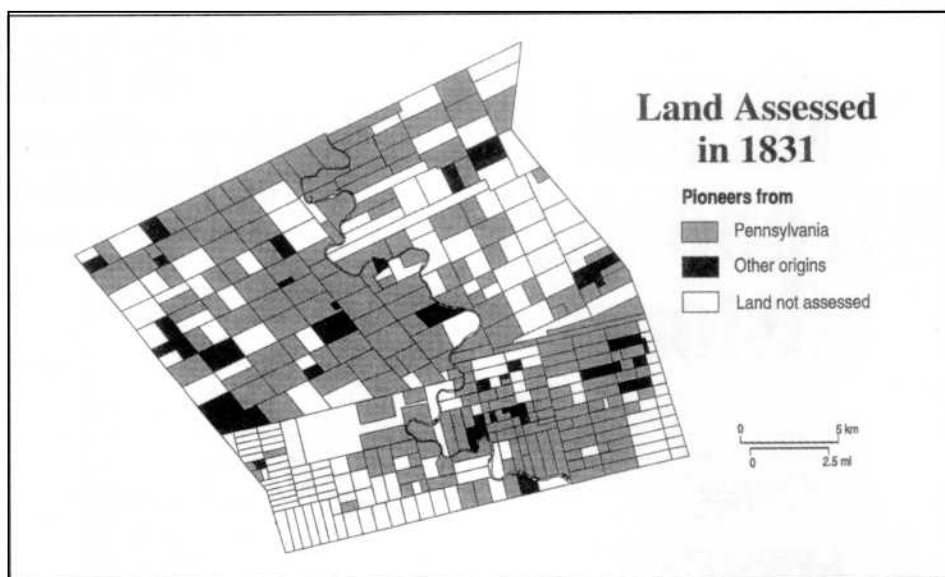 Land Assessed
in 1831
Pioneers from
Pennsylvania
Other origins
Land not assessed
0 5 km
0 2.5 mi